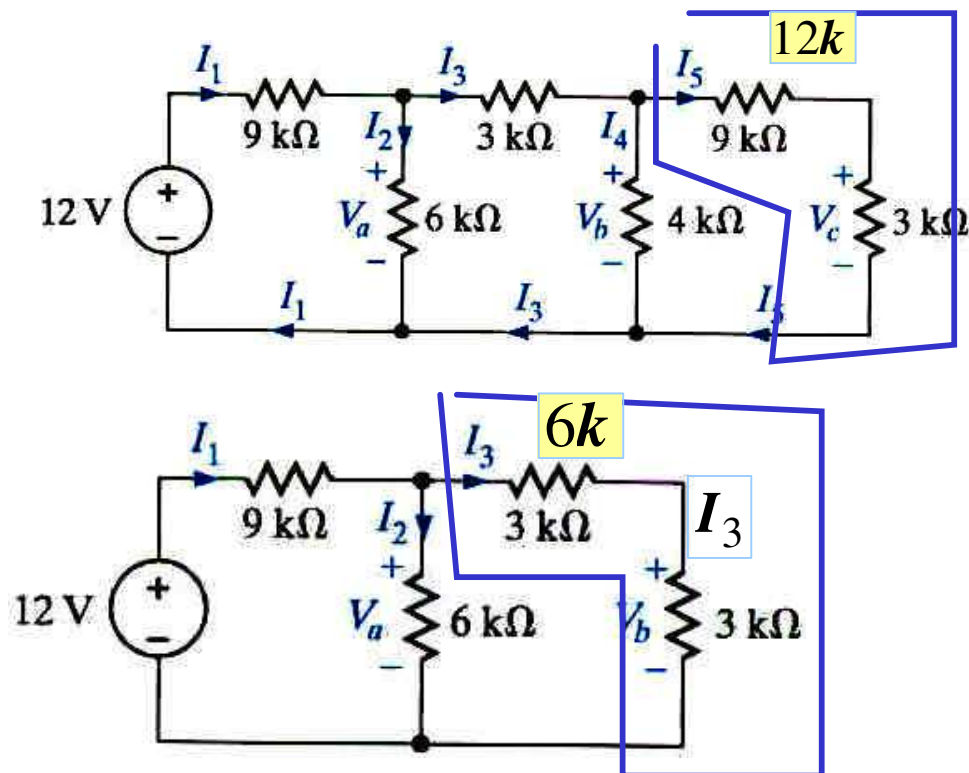 12k
I1 I3 I5
9 kΩ I2 3 kΩ I4 9 kΩ
12 V + − + Va − 6 kΩ + Vb − 4 kΩ + Vc − 3 kΩ
I1 I3 I5
6k
I1 I3
9 kΩ I2 3 kΩ I3
12 V + − + Va − 6 kΩ + Vb − 3 kΩ